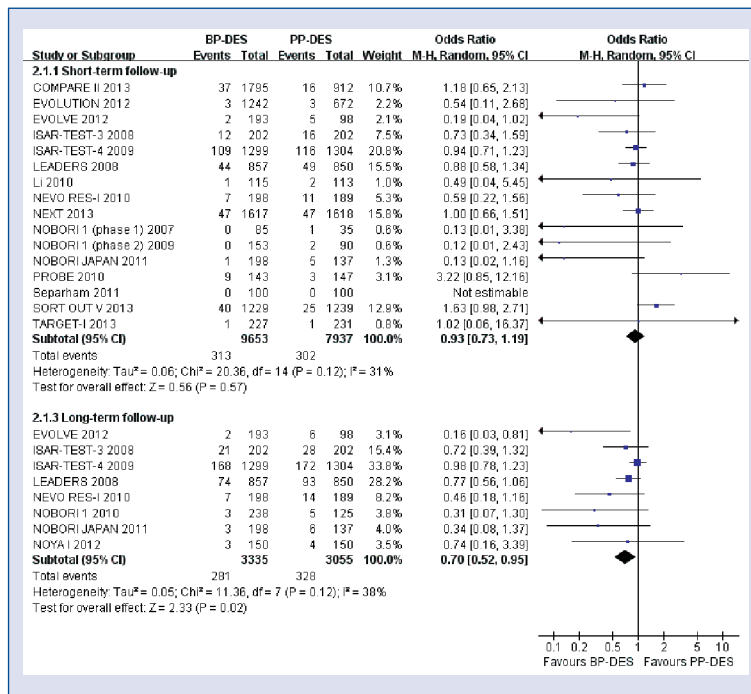 BP-DES PP-DES Odds Ratio Odds Ratio
Study or Subgroup Events Total Events Total Weight M-H, Random, 95% CI M-H, Random, 95% CI
2.1.1 Short-term follow-up
COMPARE II 2013 37 1795 16 912 10.7% 1.18 [0.65, 2.13]
EVOLUTION 2012 3 1242 3 672 2.2% 0.54 [0.11, 2.68]
EVOLVE 2012 2 193 5 98 1.9% 0.19 [0.04, 1.02]
ISAR-TEST-3 2008 12 202 16 202 7.5% 0.73 [0.34, 1.59]
ISAR-TEST-4 2009 109 1299 116 1304 20.8% 0.94 [0.71, 1.23]
LEADERS 2008 44 857 49 850 15.5% 0.88 [0.58, 1.34]
Li 2010 1 115 2 113 1.0% 0.49 [0.04, 5.45]
NEVO RES-I 2010 7 198 11 189 5.0% 0.59 [0.22, 1.56]
NEXT 2013 47 1617 47 1618 15.8% 1.00 [0.66, 1.51]
NOBORI 1 (phase 1) 2007 0 85 1 35 0.6% 0.13 [0.01, 3.38]
NOBORI 1 (phase 2) 2009 0 153 2 90 0.7% 0.12 [0.01, 2.43]
NOBORI JAPAN 2011 1 198 5 137 1.3% 0.13 [0.02, 1.16]
PROBE 2010 9 143 3 147 3.1% 3.22 [0.85, 12.16]
Separham 2011 0 100 0 100 Not estimable
SORT OUT V 2013 40 1229 25 1239 12.9% 1.63 [0.98, 2.71]
TARGET-I 2013 1 227 1 231 0.8% 1.02 [0.06, 16.37]
Subtotal (95% CI) 9653 7937 100.0% 0.93 [0.73, 1.19]
Total events 313 302
Heterogeneity: Tau² = 0.06; Chi² = 20.36, df = 14 (P = 0.12); I² = 31%
Test for overall effect: Z = 0.56 (P = 0.57)
2.1.3 Long-term follow-up
EVOLVE 2012 2 193 6 98 3.1% 0.16 [0.03, 0.81]
ISAR-TEST-3 2008 21 202 28 202 15.4% 0.72 [0.39, 1.32]
ISAR-TEST-4 2009 168 1299 172 1304 33.8% 0.98 [0.78, 1.23]
LEADERS 2008 74 857 93 850 28.2% 0.77 [0.56, 1.06]
NEVO RES-I 2010 7 198 14 189 8.5% 0.46 [0.18, 1.16]
NOBORI 1 2010 3 238 5 125 4.1% 0.31 [0.07, 1.30]
NOBORI JAPAN 2011 3 198 6 137 4.0% 0.34 [0.08, 1.37]
NOYA I 2012 3 150 4 150 3.5% 0.74 [0.16, 3.39]
Subtotal (95% CI) 3335 3055 100.0% 0.70 [0.52, 0.95]
Total events 281 328
Heterogeneity: Tau² = 0.05; Chi² = 11.36, df = 7 (P = 0.12); I² = 38%
Test for overall effect: Z = 2.33 (P = 0.02)
0.1 0.2 0.5 1 2 5 10
Favours BP-DES Favours PP-DES